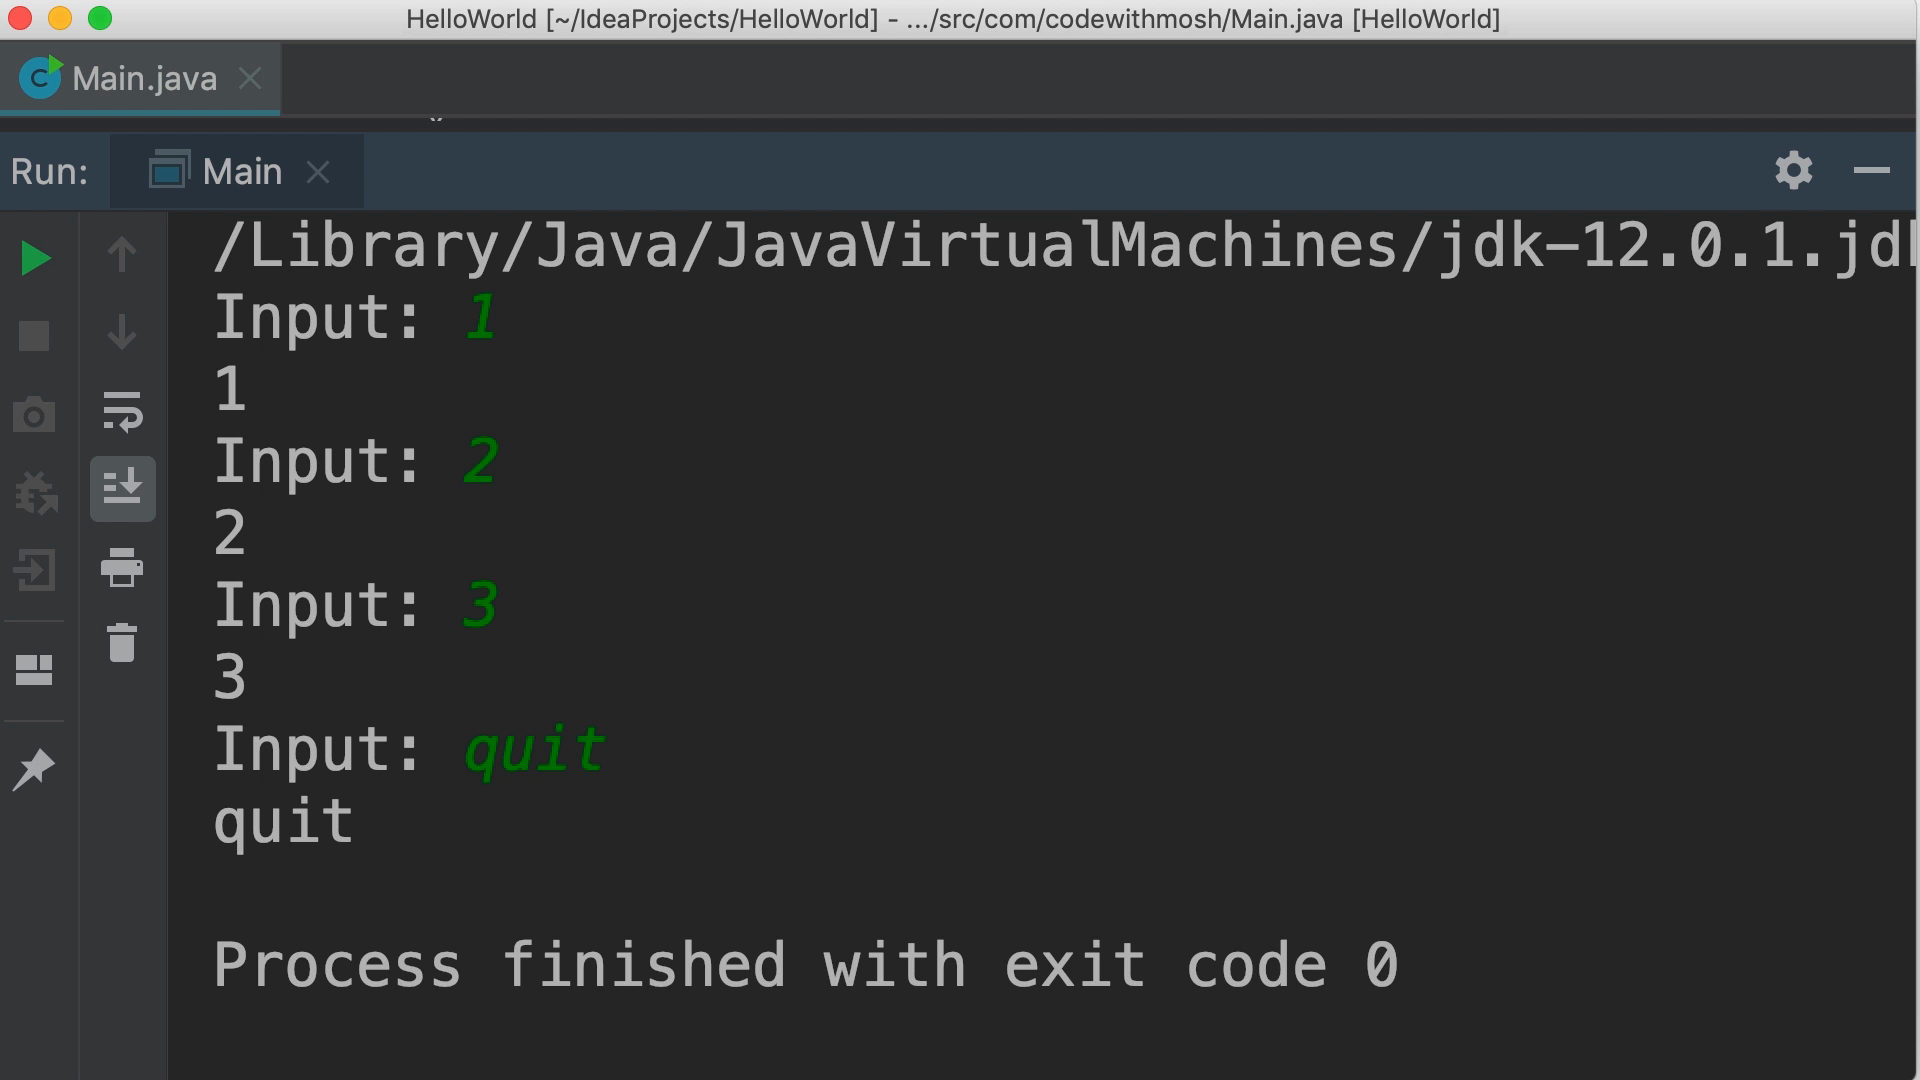 HelloWorld [~/IdeaProjects/HelloWorld] - .../src/com/codewithmosh/Main.java [HelloWorld]
Main.java
Run: Main
/Library/Java/JavaVirtualMachines/jdk-12.0.1.jdk
Input: 1
1
Input: 2
2
Input: 3
3
Input: quit
quit
Process finished with exit code 0